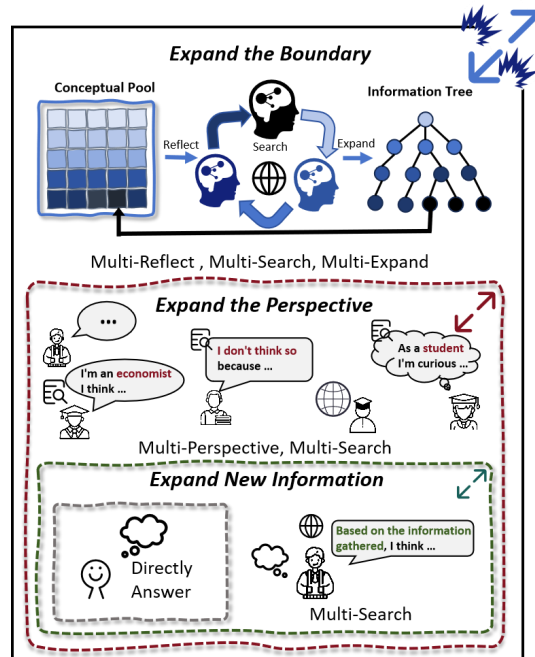 Expand the Boundary
Conceptual Pool
Information Tree
Reflect
Search
Expand
Multi-Reflect , Multi-Search, Multi-Expand
Expand the Perspective
...
I'm an economist
I think ...
I don't think so
because ...
As a student
I'm curious ...
Multi-Perspective, Multi-Search
Expand New Information
Directly
Answer
Based on the information
gathered, I think ...
Multi-Search